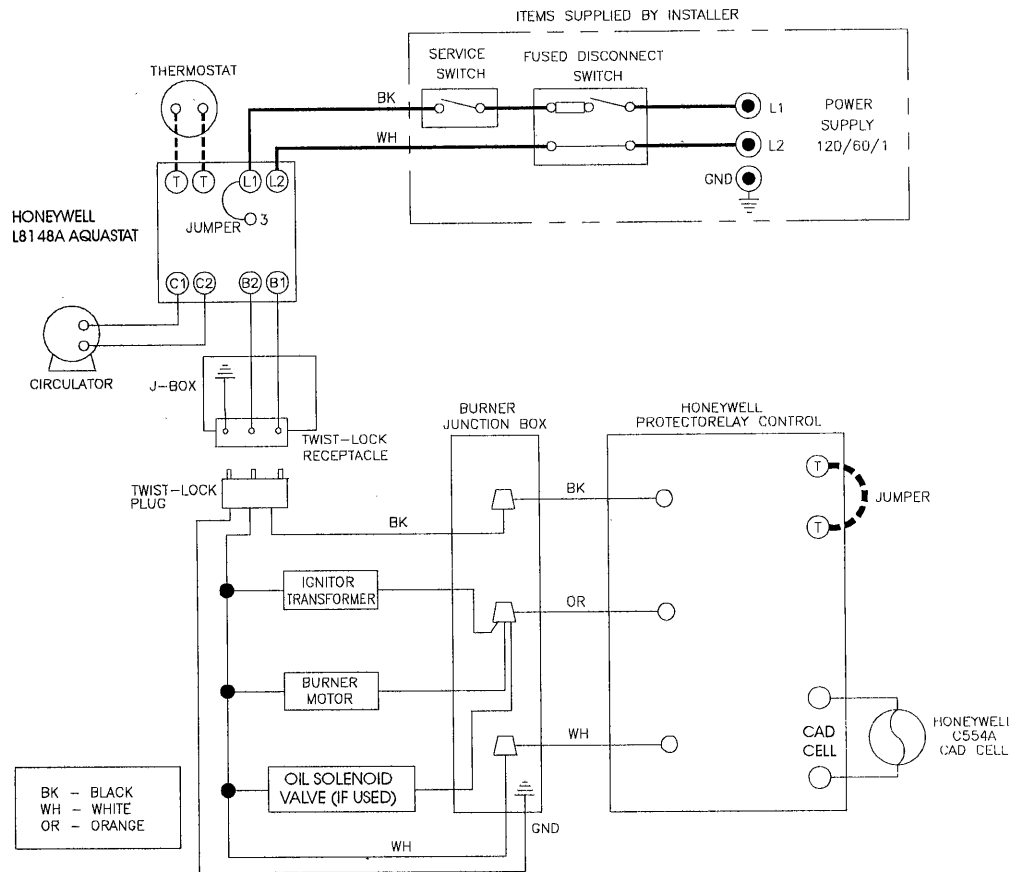 ITEMS SUPPLIED BY INSTALLER
SERVICE
SWITCH
FUSED DISCONNECT
SWITCH
THERMOSTAT
BK
WH
L1
L2
GND
POWER
SUPPLY
120/60/1
T
T
L1
L2
JUMPER
3
HONEYWELL
L8148A AQUASTAT
C1
C2
B2
B1
CIRCULATOR
J-BOX
TWIST-LOCK
RECEPTACLE
TWIST-LOCK
PLUG
BURNER
JUNCTION BOX
HONEYWELL
PROTECTORELAY CONTROL
BK
BK
T
T
JUMPER
IGNITOR
TRANSFORMER
OR
BURNER
MOTOR
WH
CAD
CELL
HONEYWELL
C554A
CAD CELL
OIL SOLENOID
VALVE (IF USED)
GND
WH
BK - BLACK
WH - WHITE
OR - ORANGE